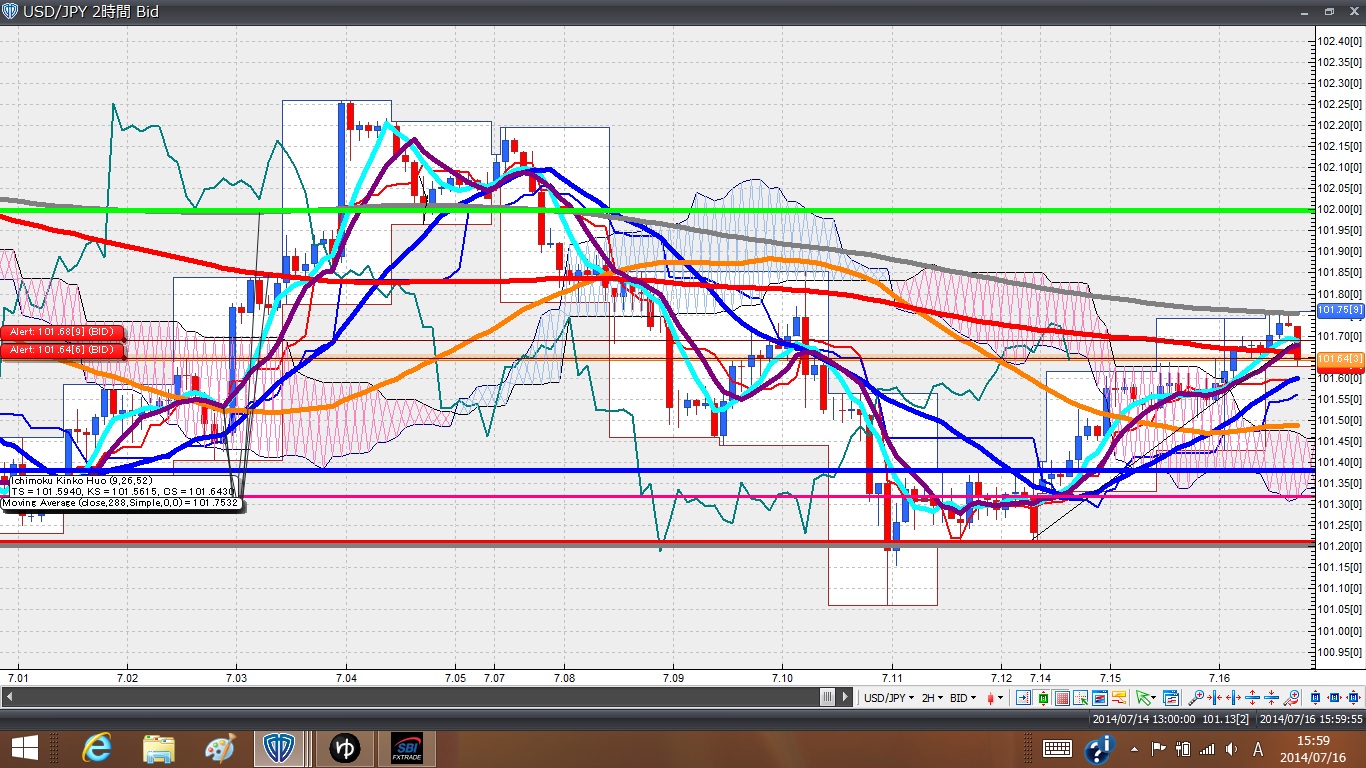 USD/JPY 2時間 Bid
102.40[0]
102.35[0]
102.30[0]
102.25[0]
102.20[0]
102.15[0]
102.10[0]
102.05[0]
102.00[0]
101.95[0]
101.90[0]
101.85[0]
101.80[0]
101.75[9]
101.70[0]
101.64[3]
101.60[0]
101.55[0]
101.50[0]
101.45[0]
101.40[0]
101.35[0]
101.30[0]
101.25[0]
101.20[0]
101.15[0]
101.10[0]
101.05[0]
101.00[0]
100.95[0]
Alert: 101.68[9] (BID)
Alert: 101.64[6] (BID)
Ichimoku Kinko Huo (9,26,52)
TS = 101.5940, KS = 101.5615, CS = 101.6430
Moving Average (close,288,Simple,0,0) = 101.7532
7.01 7.02 7.03 7.04 7.05 7.07 7.08 7.09 7.10 7.11 7.12 7.14 7.15 7.16
USD/JPY 2H BID
2014/07/14 13:00:00 101.13[2] 2014/07/16 15:59:55
ゆ
SBI
FXTRADE
A
15:59
2014/07/16